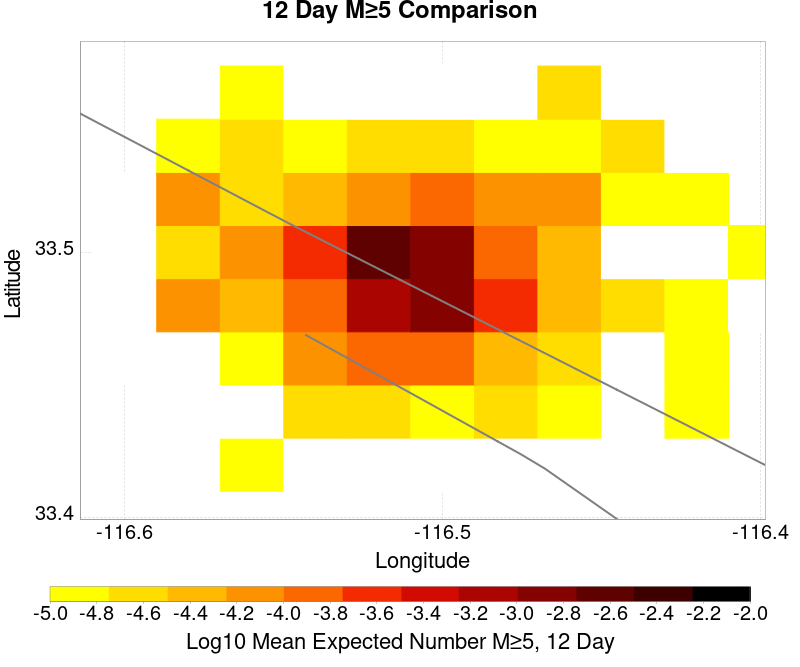 12 Day M≥5 Comparison
Latitude
33.5
33.4
-116.6 -116.5 -116.4
Longitude
-5.0 -4.8 -4.6 -4.4 -4.2 -4.0 -3.8 -3.6 -3.4 -3.2 -3.0 -2.8 -2.6 -2.4 -2.2 -2.0
Log10 Mean Expected Number M≥5, 12 Day